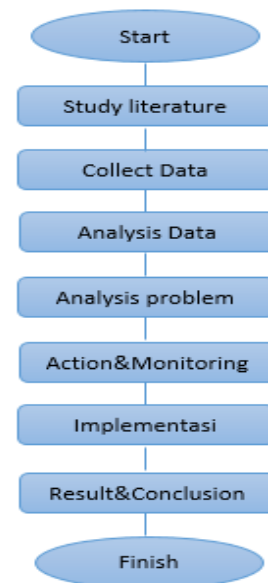 Start
Study literature
Collect Data
Analysis Data
Analysis problem
Action&Monitoring
Implementasi
Result&Conclusion
Finish